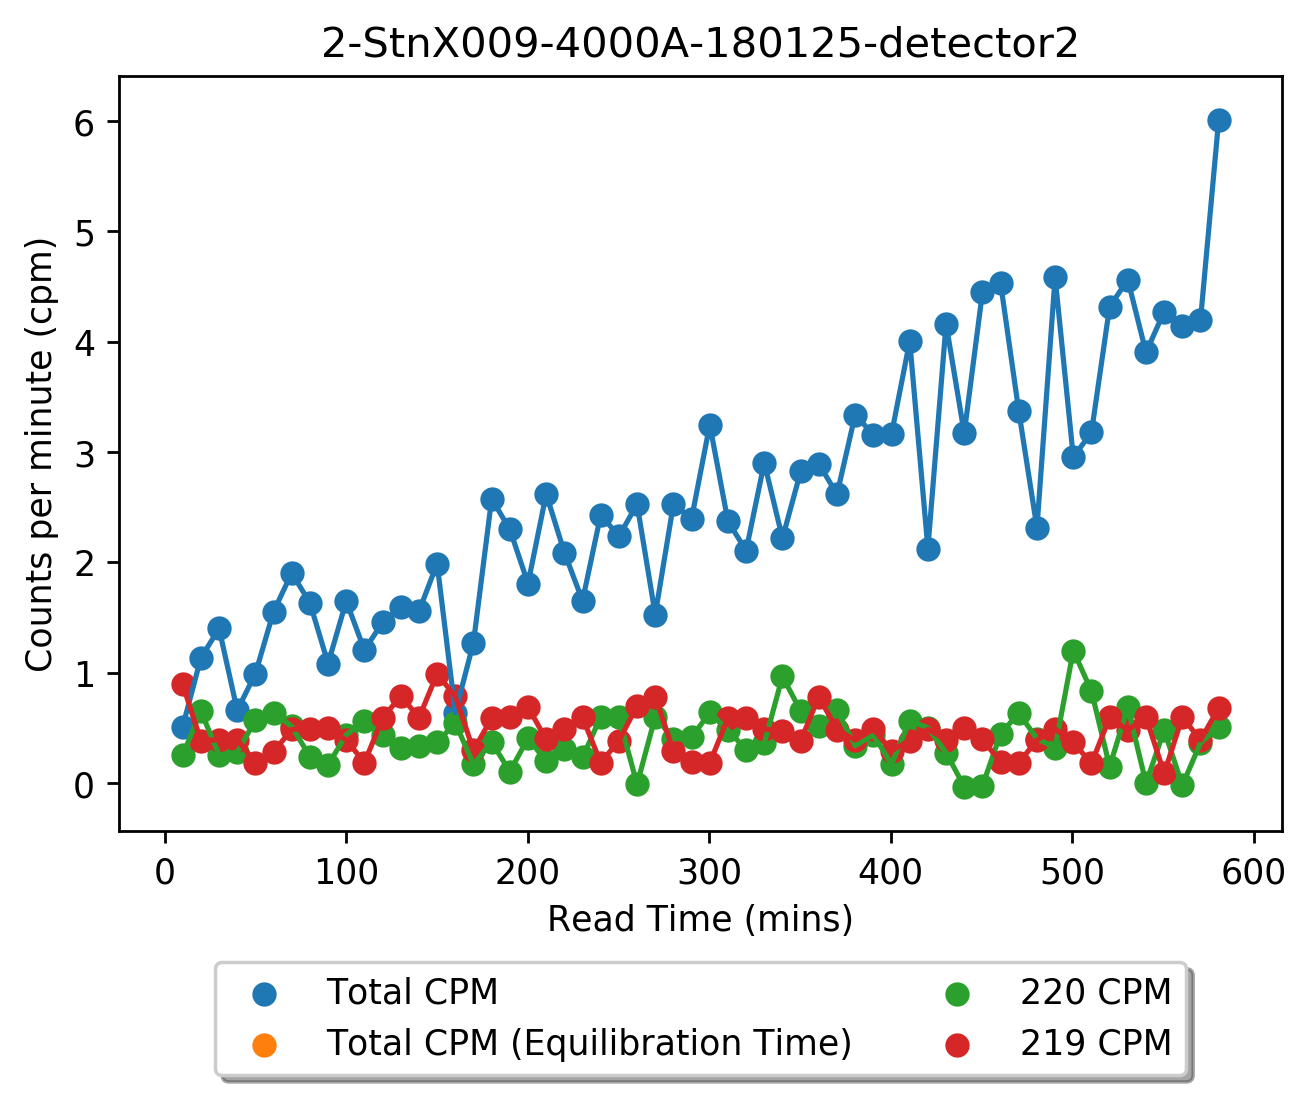 2-StnX009-4000A-180125-detector2
6
5
4
3
2
1
0
Counts per minute (cpm)
0 100 200 300 400 500 600
Read Time (mins)
Total CPM
Total CPM (Equilibration Time)
220 CPM
219 CPM